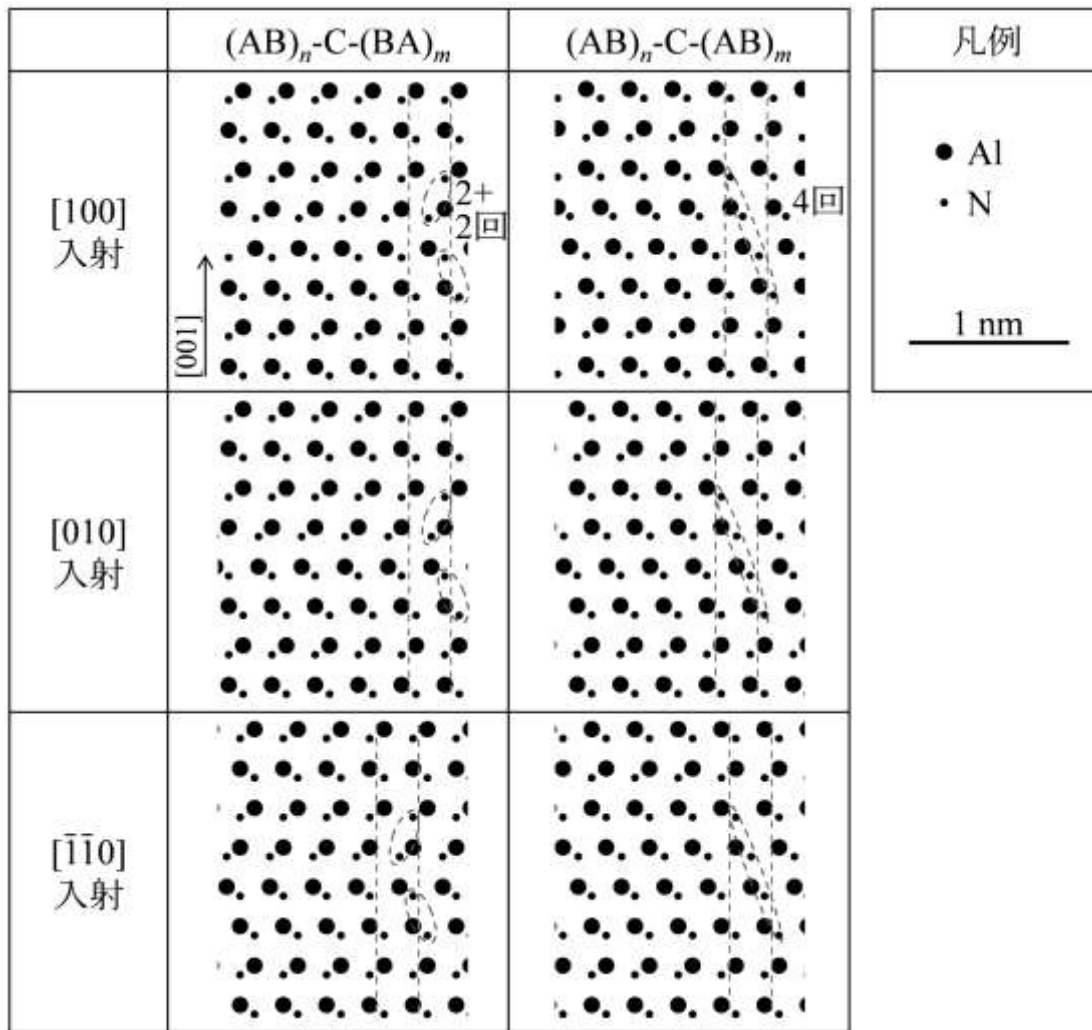 (AB)n-C-(BA)m
(AB)n-C-(AB)m
凡例
[100]
入射
[001]
2+
2回
4回
Al
N
1 nm
[010]
入射
[1̄1̄0]
入射